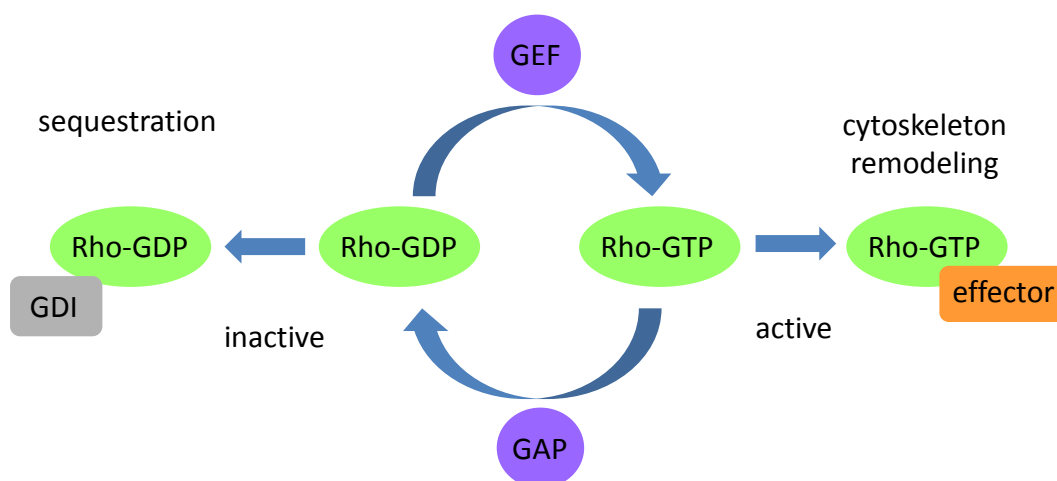 GEF
sequestration
cytoskeleton
remodeling
Rho-GDP
Rho-GDP
Rho-GTP
Rho-GTP
GDI
effector
inactive
active
GAP